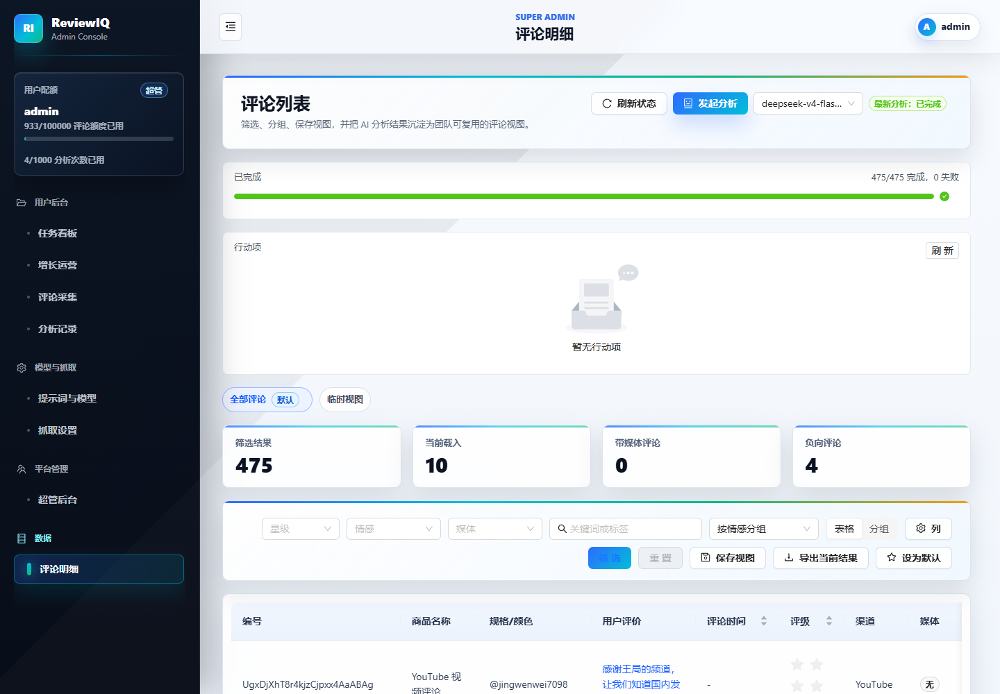 RI
ReviewIQ
Admin Console
用户配额
超管
admin
933/100000 评论额度已用
4/1000 分析次数已用
用户后台
任务看板
增长运营
评论采集
分析记录
模型与抓取
提示词与模型
抓取设置
平台管理
超管后台
数据
评论明细
SUPER ADMIN
评论明细
A
admin
评论列表
筛选、分组、保存视图，并把 AI 分析结果沉淀为团队可复用的评论视图。
刷新状态
发起分析
deepseek-v4-flas...
最新分析：已完成
已完成
475/475 完成，0 失败
行动项
刷 新
暂无行动项
全部评论 默认
临时视图
筛选结果
475
当前载入
10
带媒体评论
0
负向评论
4
星级
情感
媒体
关键词或标签
按情感分组
表格
分组
列
筛 选
重 置
保存视图
导出当前结果
设为默认
编号
商品名称
规格/颜色
用户评价
评论时间
评级
渠道
媒体
UgxDjXhT8r4kjzCjpxx4AaABAg
YouTube 视
频评论
@jingwenwei7098
感谢王局的频道，
让我们知道国内发
-
YouTube
无